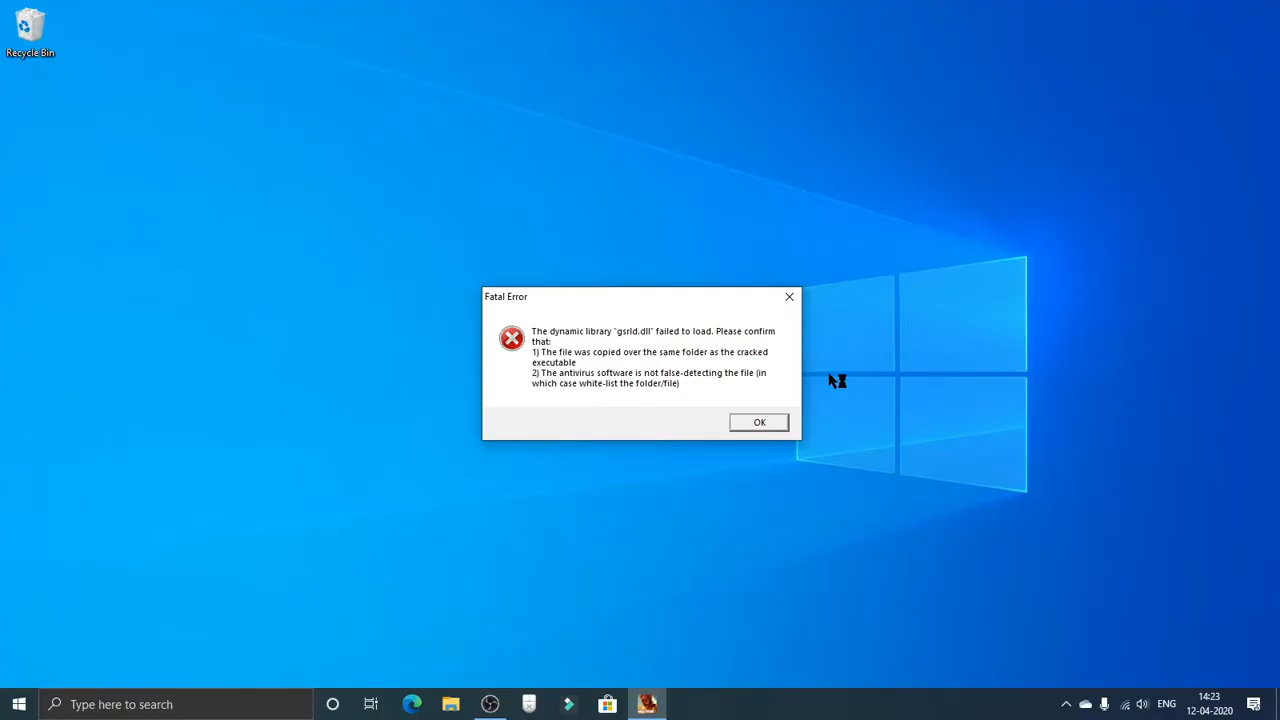 Recycle Bin
Fatal Error
The dynamic library "gsrld.dll" failed to load. Please confirm
that:
1) The file was copied over the same folder as the cracked
executable
2) The antivirus software is not false-detecting the file (in
which case white-list the folder/file)
OK
Type here to search
ENG
14:23
12-04-2020